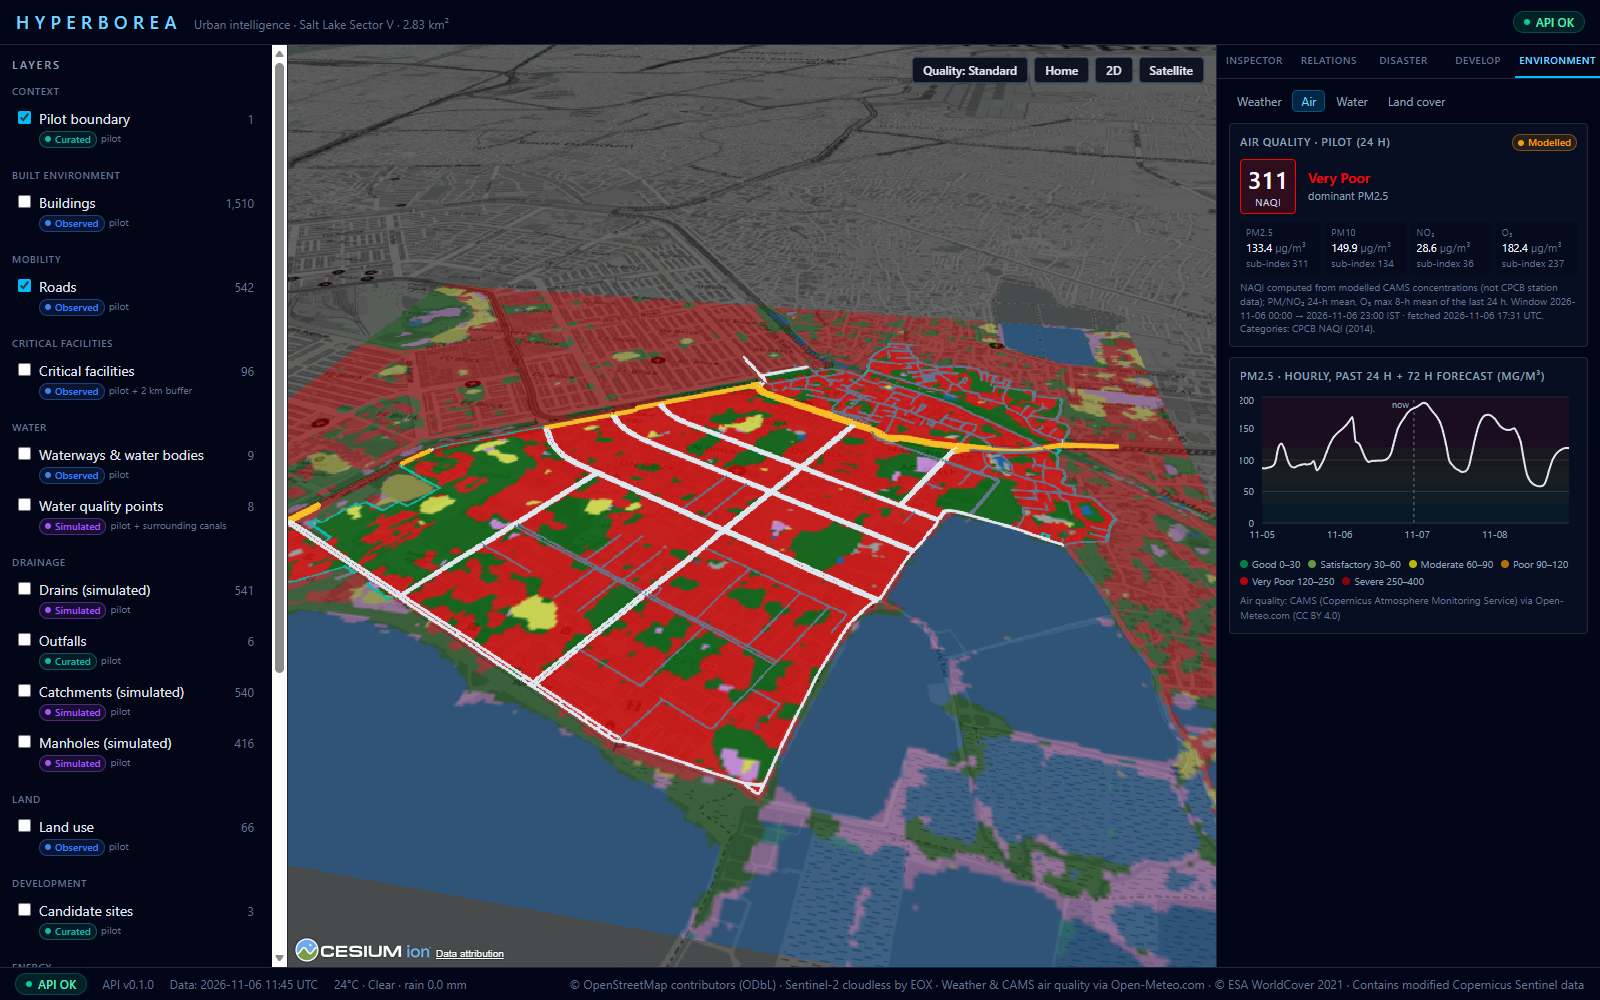 HYPERBOREA
Urban intelligence · Salt Lake Sector V · 2.83 km²
API OK
LAYERS
CONTEXT
Pilot boundary 1
Curated pilot
BUILT ENVIRONMENT
Buildings 1,510
Observed pilot
MOBILITY
Roads 542
Observed pilot
CRITICAL FACILITIES
Critical facilities 96
Observed pilot + 2 km buffer
WATER
Waterways & water bodies 9
Observed pilot
Water quality points 8
Simulated pilot + surrounding canals
DRAINAGE
Drains (simulated) 541
Simulated pilot
Outfalls 6
Curated pilot
Catchments (simulated) 540
Simulated pilot
Manholes (simulated) 416
Simulated pilot
LAND
Land use 66
Observed pilot
DEVELOPMENT
Candidate sites 3
Curated pilot
ENERGY
Quality: Standard Home 2D Satellite
CESIUM ion Data attribution
INSPECTOR RELATIONS DISASTER DEVELOP ENVIRONMENT
Weather Air Water Land cover
AIR QUALITY · PILOT (24 H) Modelled
311
NAQI
Very Poor
dominant PM2.5
PM2.5 PM10 NO₂ O₃
133.4 µg/m³ 149.9 µg/m³ 28.6 µg/m³ 182.4 µg/m³
sub-index 311 sub-index 134 sub-index 36 sub-index 237
NAQI computed from modelled CAMS concentrations (not CPCB station
data); PM/NO₂ 24-h mean, O₃ max 8-h mean of the last 24 h. Window 2026-
11-06 00:00 → 2026-11-06 23:00 IST · fetched 2026-11-06 17:31 UTC.
Categories: CPCB NAQI (2014).
PM2.5 · HOURLY, PAST 24 H + 72 H FORECAST (ΜG/M³)
200
now
150
100
50
0
11-05 11-06 11-07 11-08
Good 0–30 Satisfactory 30–60 Moderate 60–90 Poor 90–120
Very Poor 120–250 Severe 250–400
Air quality: CAMS (Copernicus Atmosphere Monitoring Service) via Open-
Meteo.com (CC BY 4.0)
API OK API v0.1.0 Data: 2026-11-06 11:45 UTC 24°C · Clear · rain 0.0 mm
© OpenStreetMap contributors (ODbL) · Sentinel-2 cloudless by EOX · Weather & CAMS air quality via Open-Meteo.com · © ESA WorldCover 2021 · Contains modified Copernicus Sentinel data